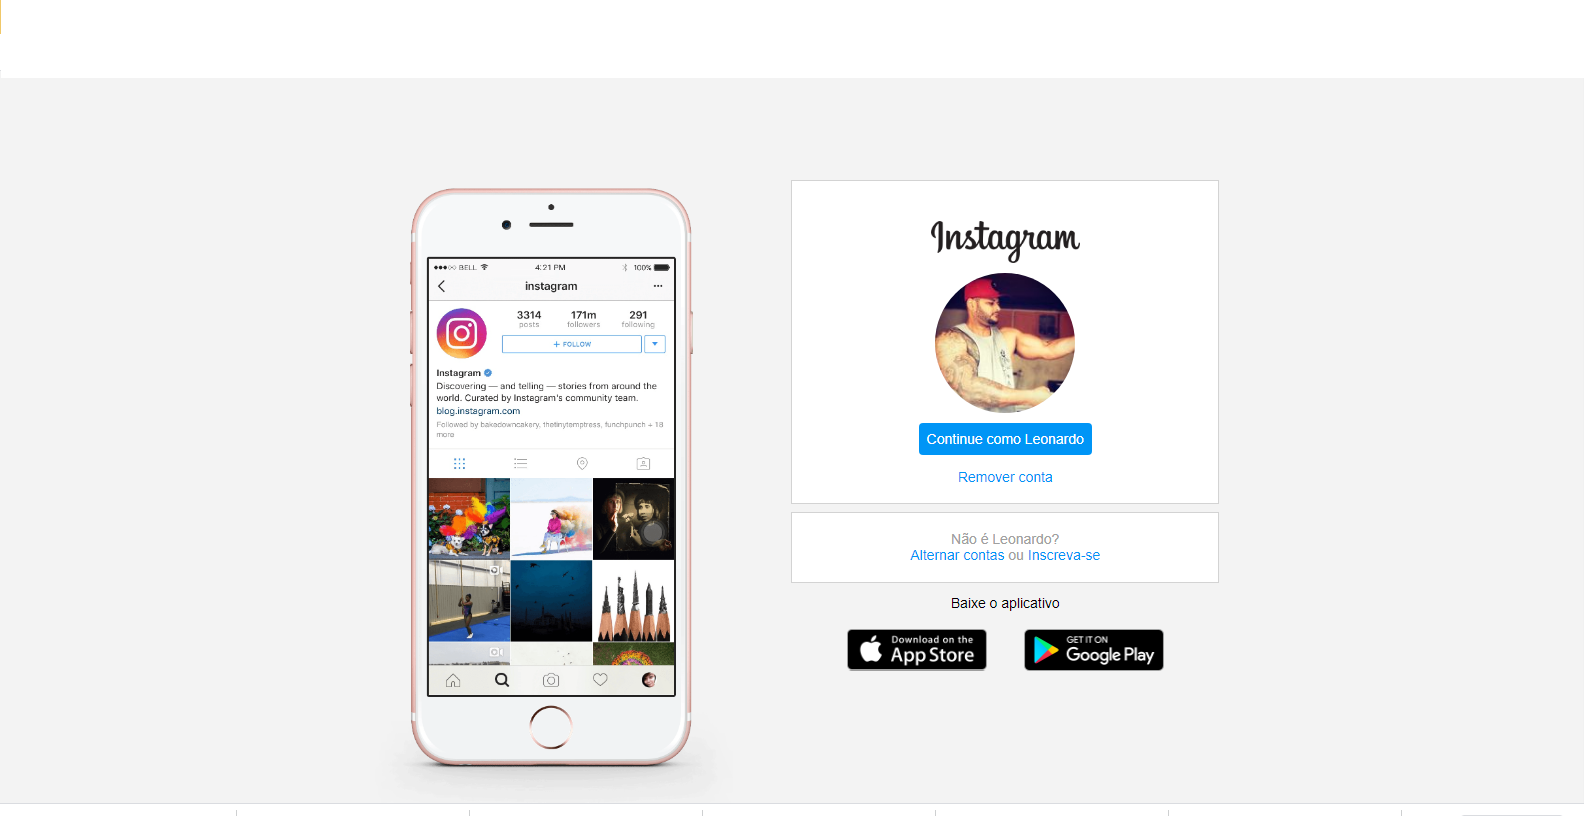 BELL
4:21 PM
100%
instagram
3314
171m
291
posts
followers
following
+ FOLLOW
Instagram
Discovering — and telling — stories from around the
world. Curated by Instagram's community team.
blog.instagram.com
Followed by bakedowncakery, thetinytemptress, funchpunch + 18
more
Instagram
Continue como Leonardo
Remover conta
Não é Leonardo?
Alternar contas ou Inscreva-se
Baixe o aplicativo
Download on the
App Store
GET IT ON
Google Play